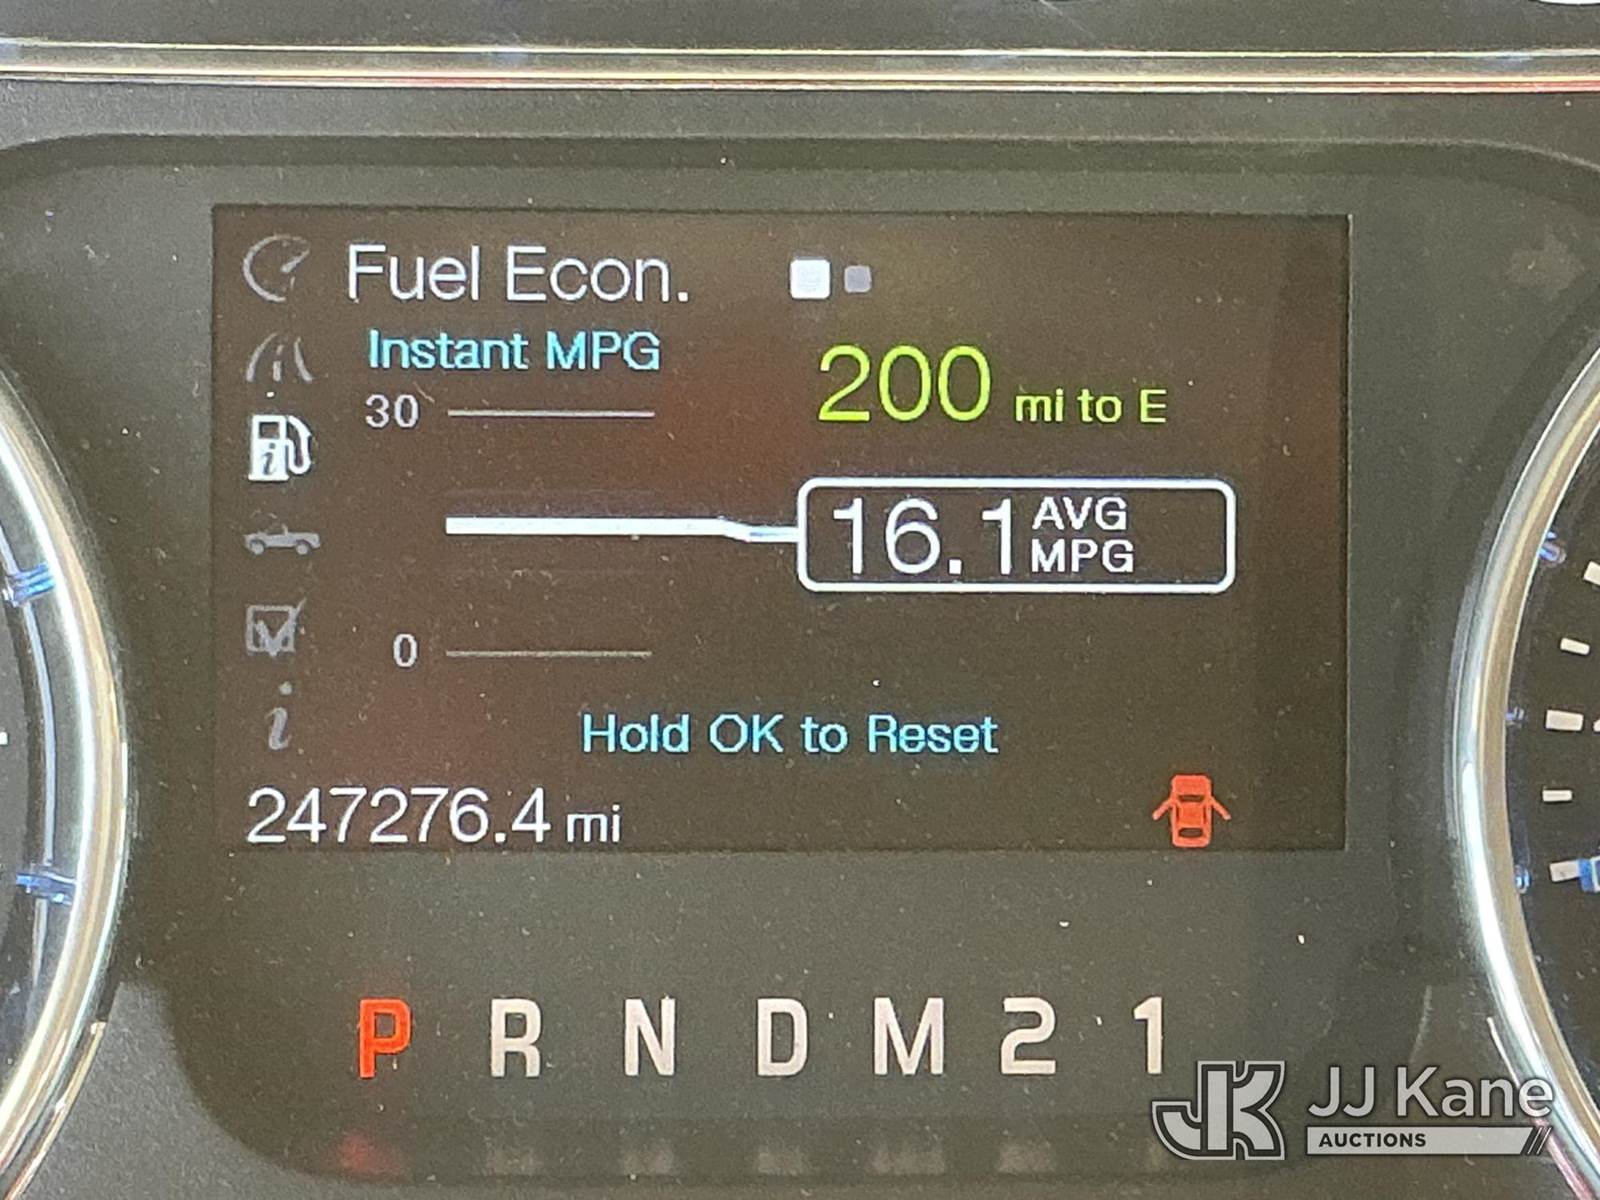 Fuel Econ.
Instant MPG
200 mi to E
30
16.1 AVG MPG
0
Hold OK to Reset
247276.4 mi
P R N D M 2 1
JJ Kane
AUCTIONS